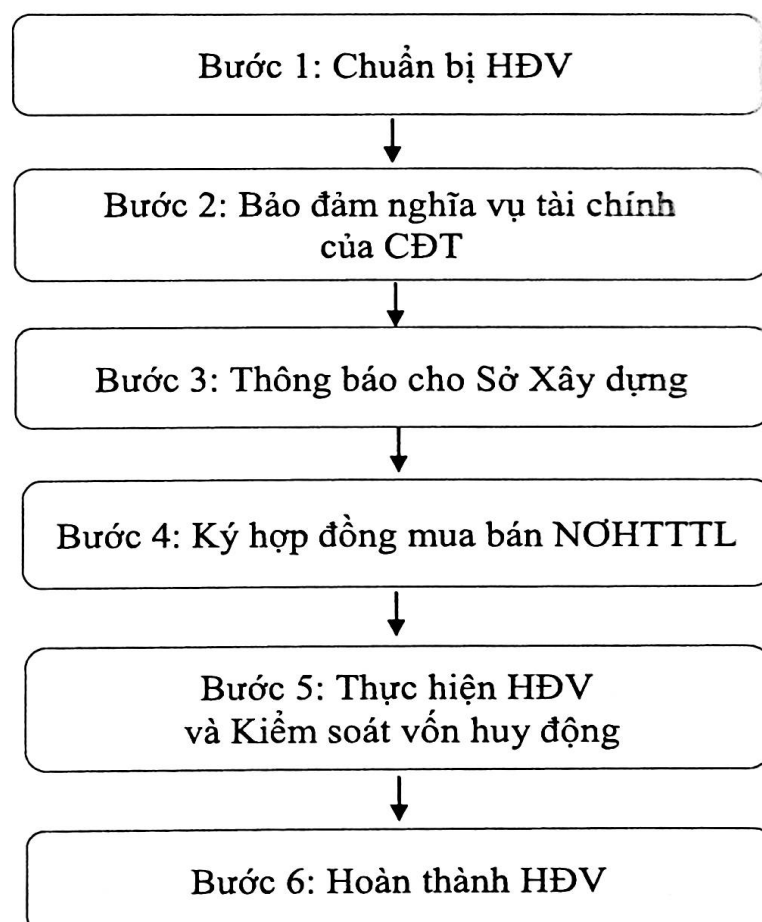 Bước 1: Chuẩn bị HĐV
Bước 2: Bảo đảm nghĩa vụ tài chính
của CĐT
Bước 3: Thông báo cho Sở Xây dựng
Bước 4: Ký hợp đồng mua bán NƠHTTTL
Bước 5: Thực hiện HĐV
và Kiểm soát vốn huy động
Bước 6: Hoàn thành HĐV